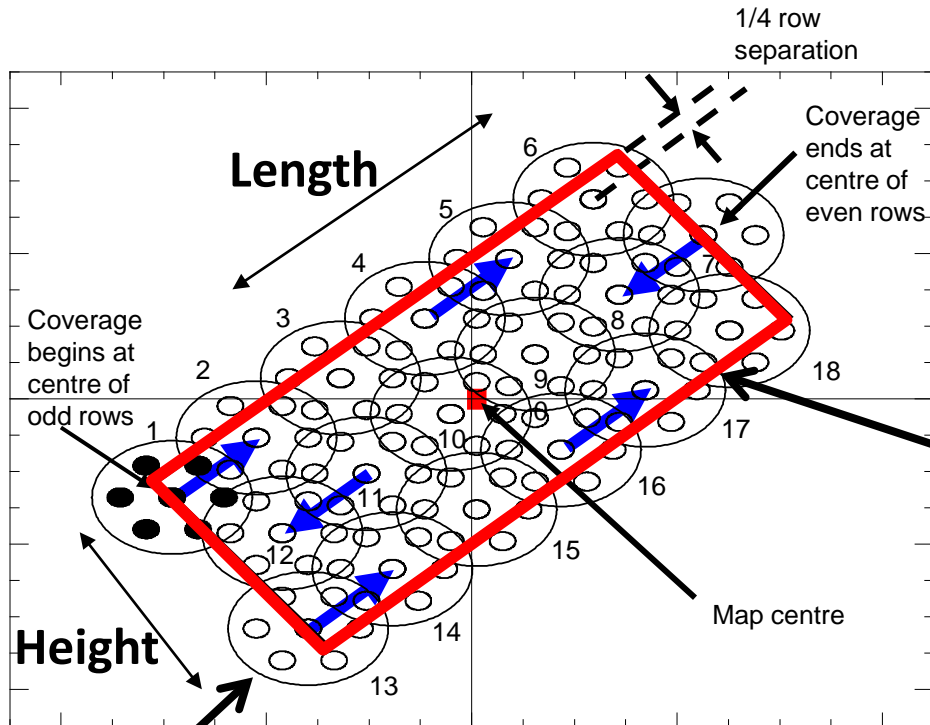 1/4 row
separation
Length
6
Coverage
ends at
centre of
even rows
5
4
7
Coverage
begins at
centre of
odd rows
3
8
2
9
18
1
10
17
11
16
12
15
Height
14
Map centre
13